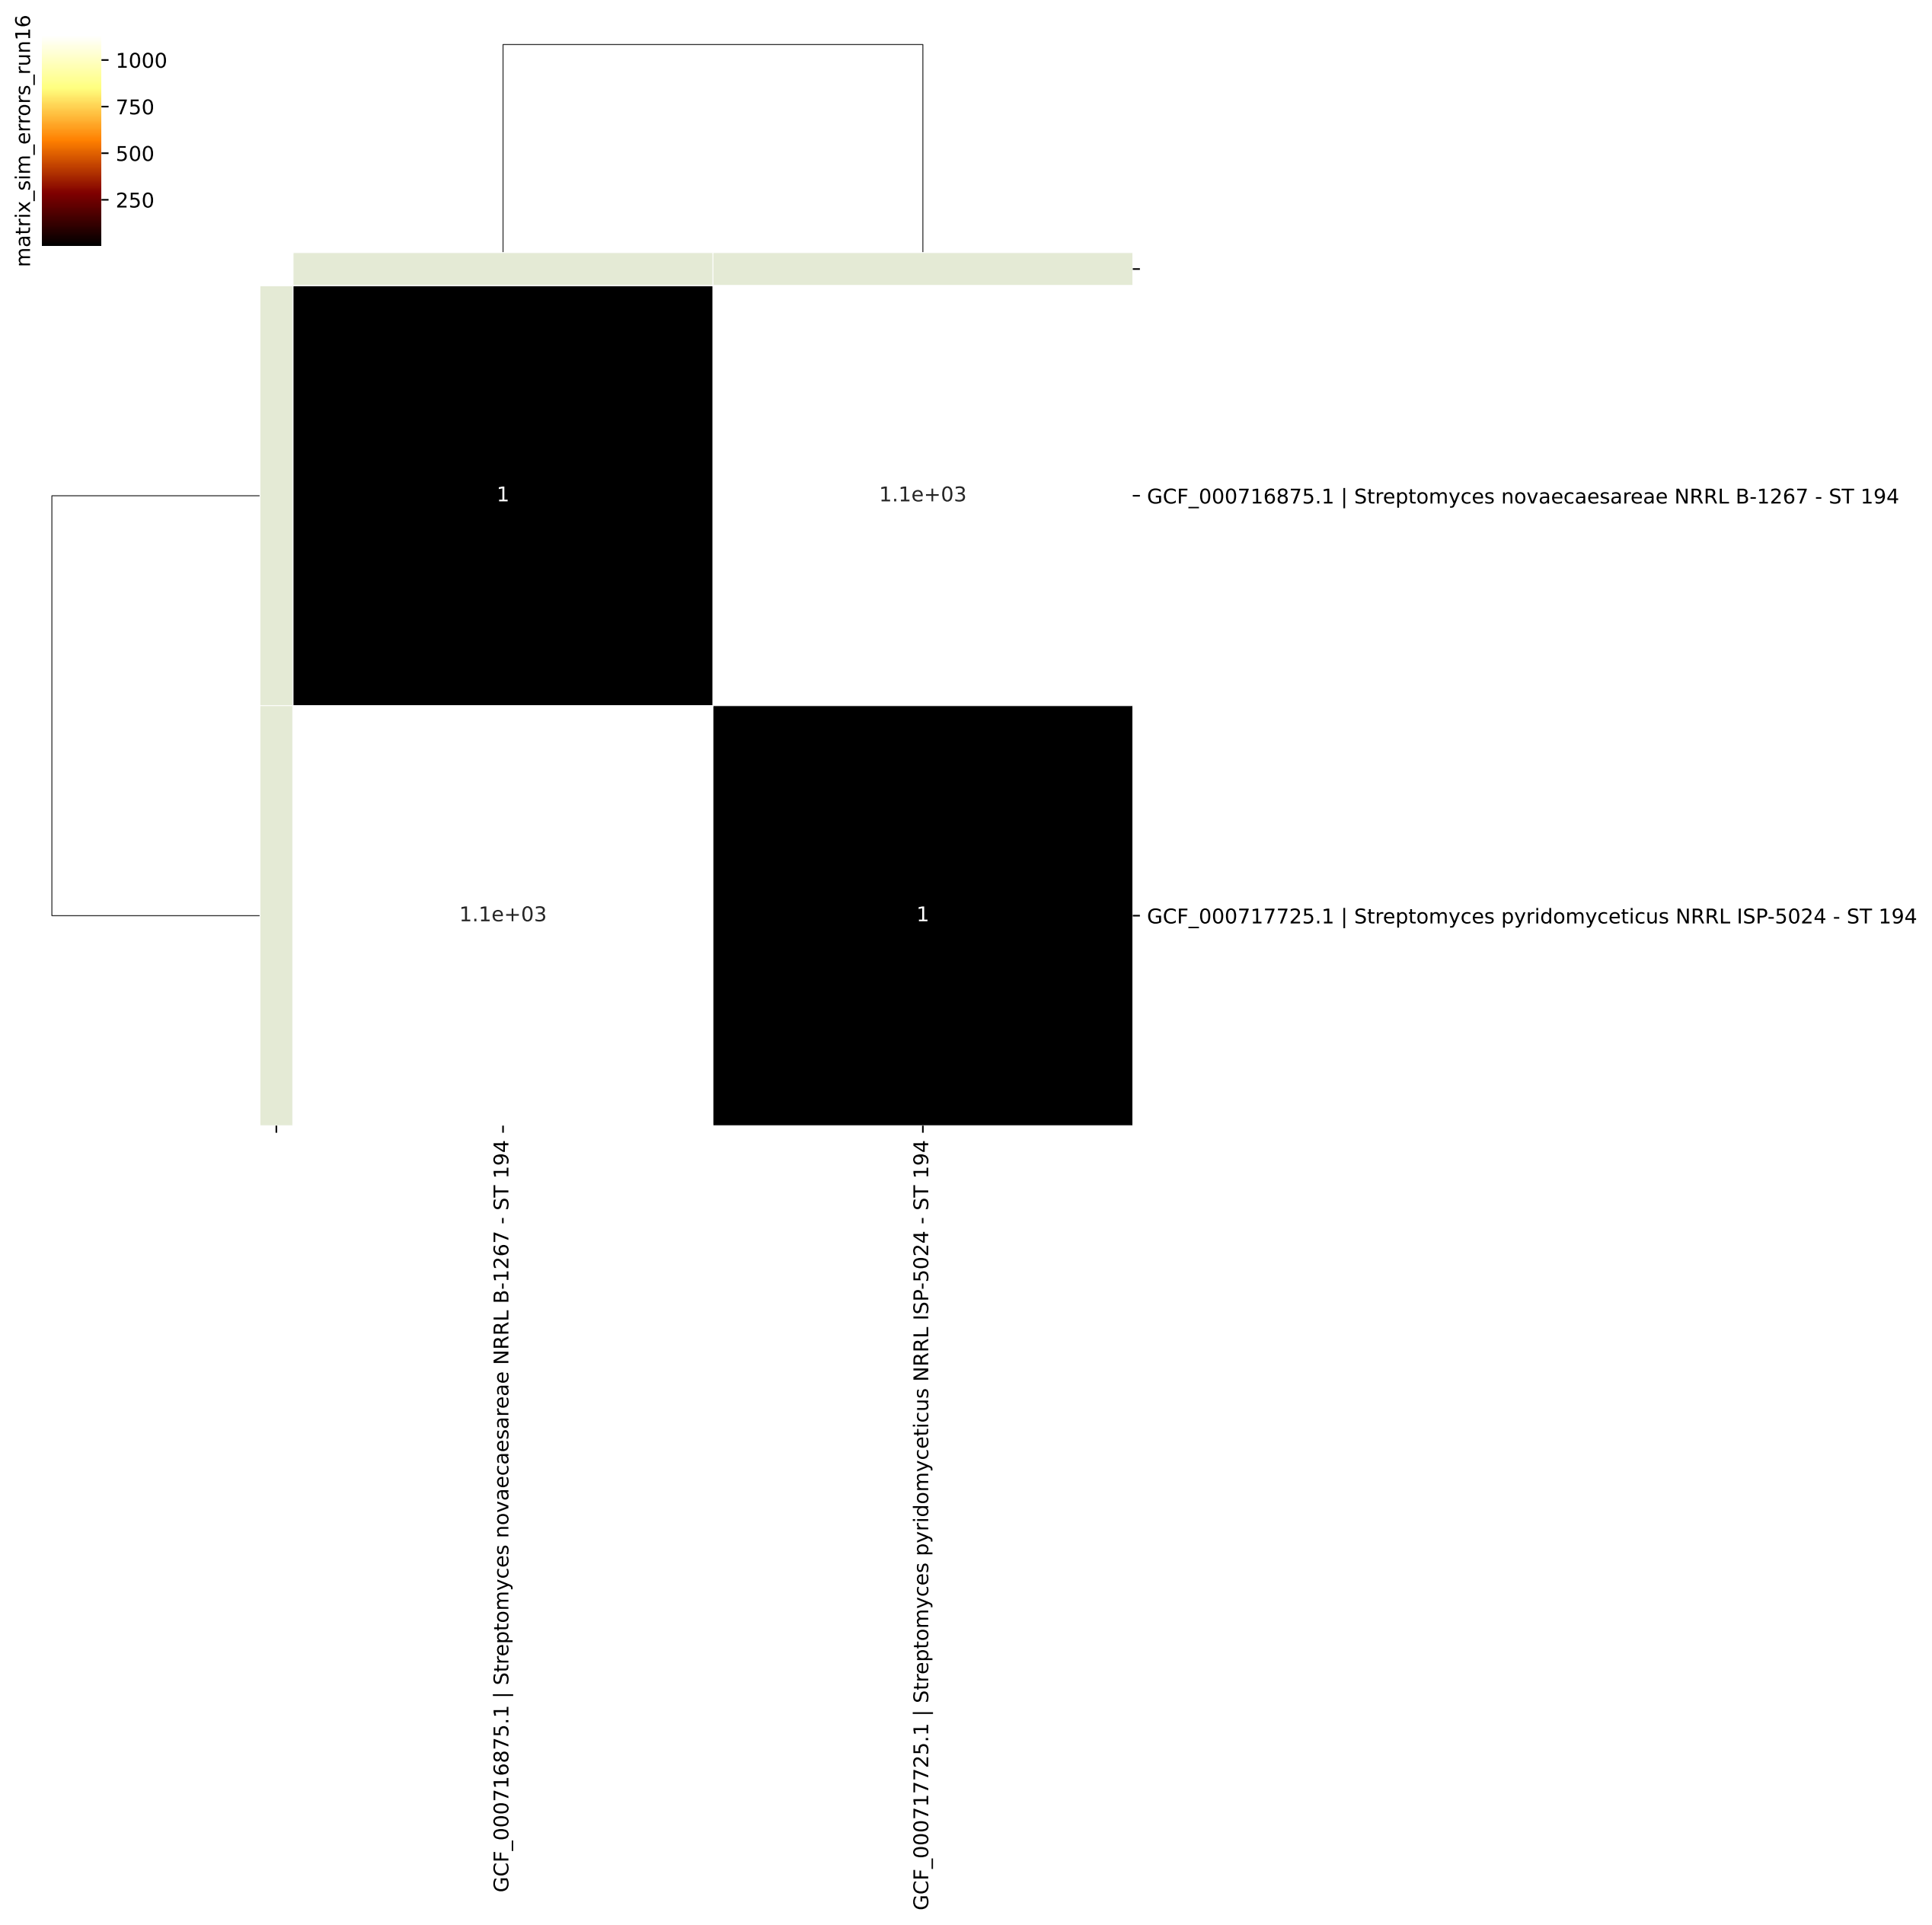 matrix_sim_errors_run16
1000
750
500
250
1
1.1e+03
GCF_000716875.1 | Streptomyces novaecaesareae NRRL B-1267 - ST 194
1.1e+03
1
GCF_000717725.1 | Streptomyces pyridomyceticus NRRL ISP-5024 - ST 194
GCF_000716875.1 | Streptomyces novaecaesareae NRRL B-1267 - ST 194
GCF_000717725.1 | Streptomyces pyridomyceticus NRRL ISP-5024 - ST 194